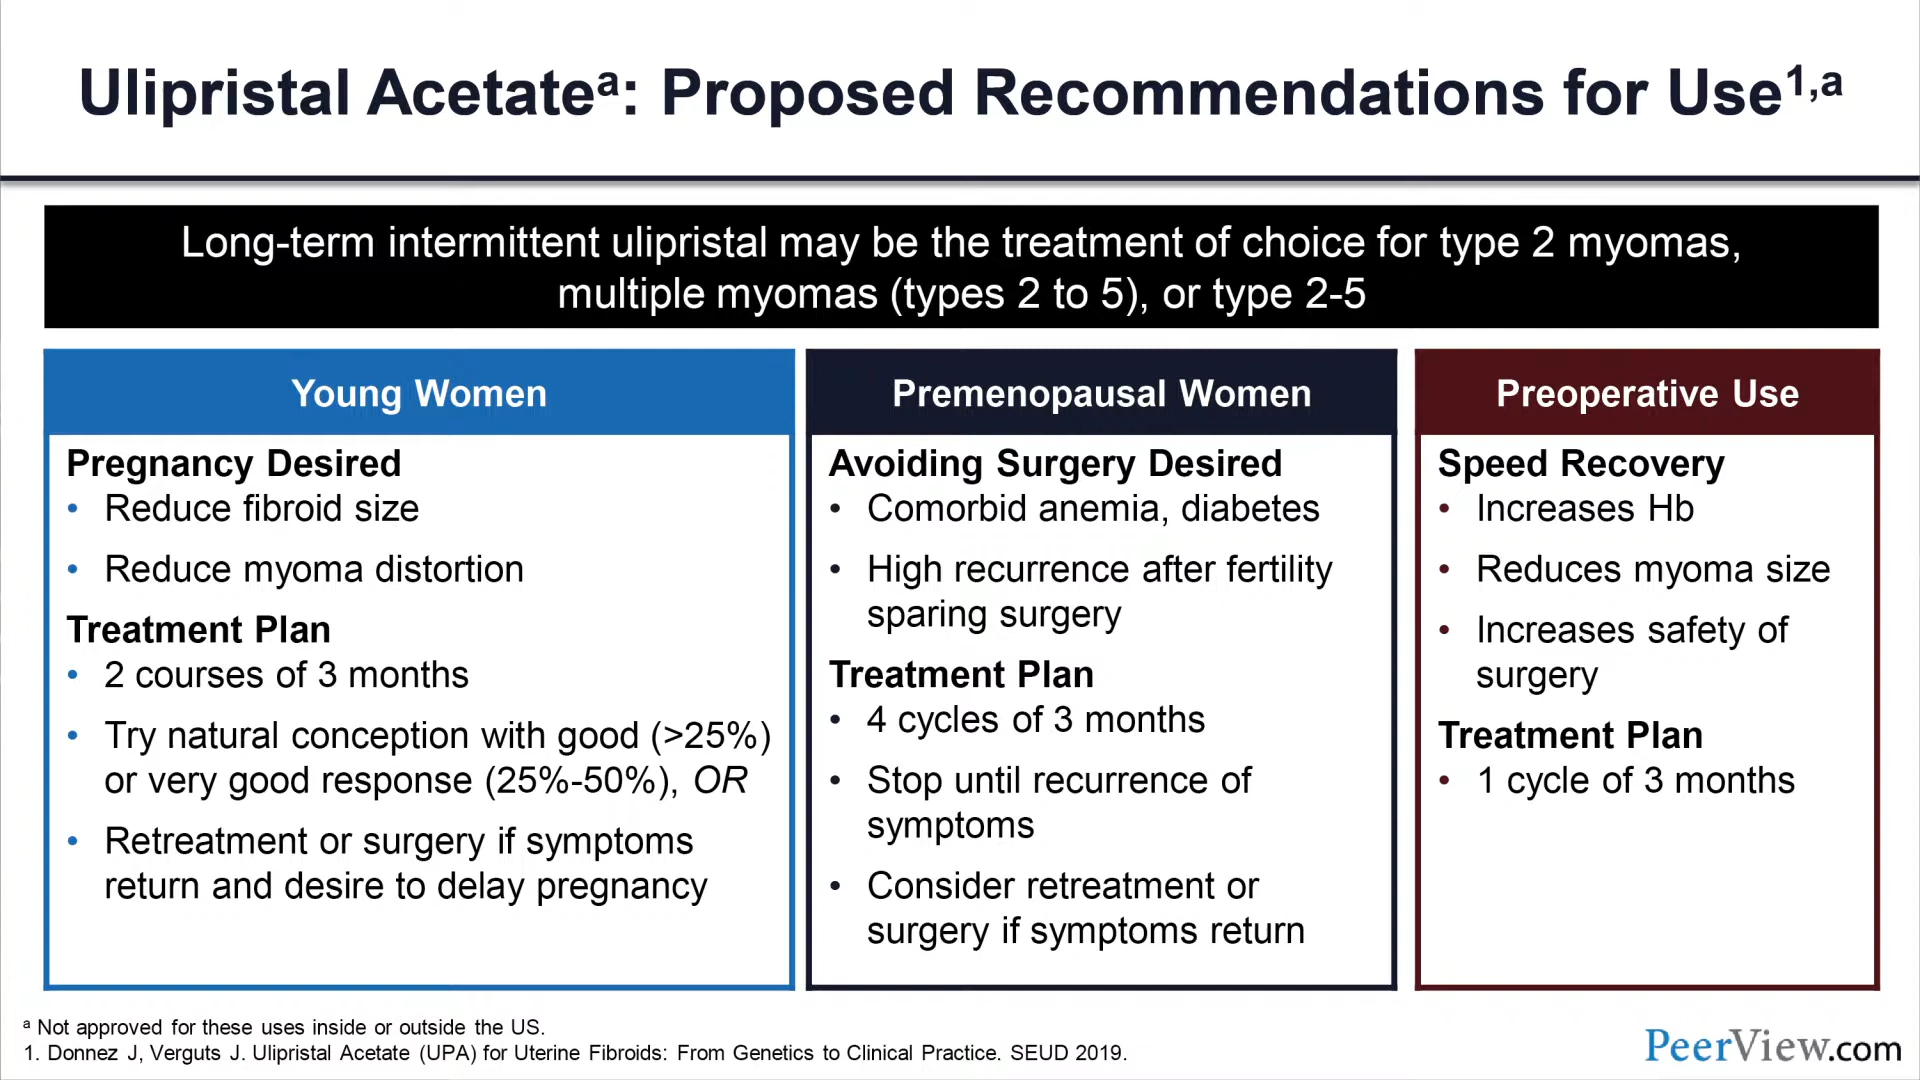 Ulipristal Acetateᵃ: Proposed Recommendations for Use¹,ᵃ
Long-term intermittent ulipristal may be the treatment of choice for type 2 myomas,
multiple myomas (types 2 to 5), or type 2-5
Young Women
Pregnancy Desired
• Reduce fibroid size
• Reduce myoma distortion
Treatment Plan
• 2 courses of 3 months
• Try natural conception with good (>25%)
or very good response (25%-50%), OR
• Retreatment or surgery if symptoms
return and desire to delay pregnancy
Premenopausal Women
Avoiding Surgery Desired
• Comorbid anemia, diabetes
• High recurrence after fertility
sparing surgery
Treatment Plan
• 4 cycles of 3 months
• Stop until recurrence of
symptoms
• Consider retreatment or
surgery if symptoms return
Preoperative Use
Speed Recovery
• Increases Hb
• Reduces myoma size
• Increases safety of
surgery
Treatment Plan
• 1 cycle of 3 months
ᵃ Not approved for these uses inside or outside the US.
1. Donnez J, Verguts J. Ulipristal Acetate (UPA) for Uterine Fibroids: From Genetics to Clinical Practice. SEUD 2019.
PeerView.com